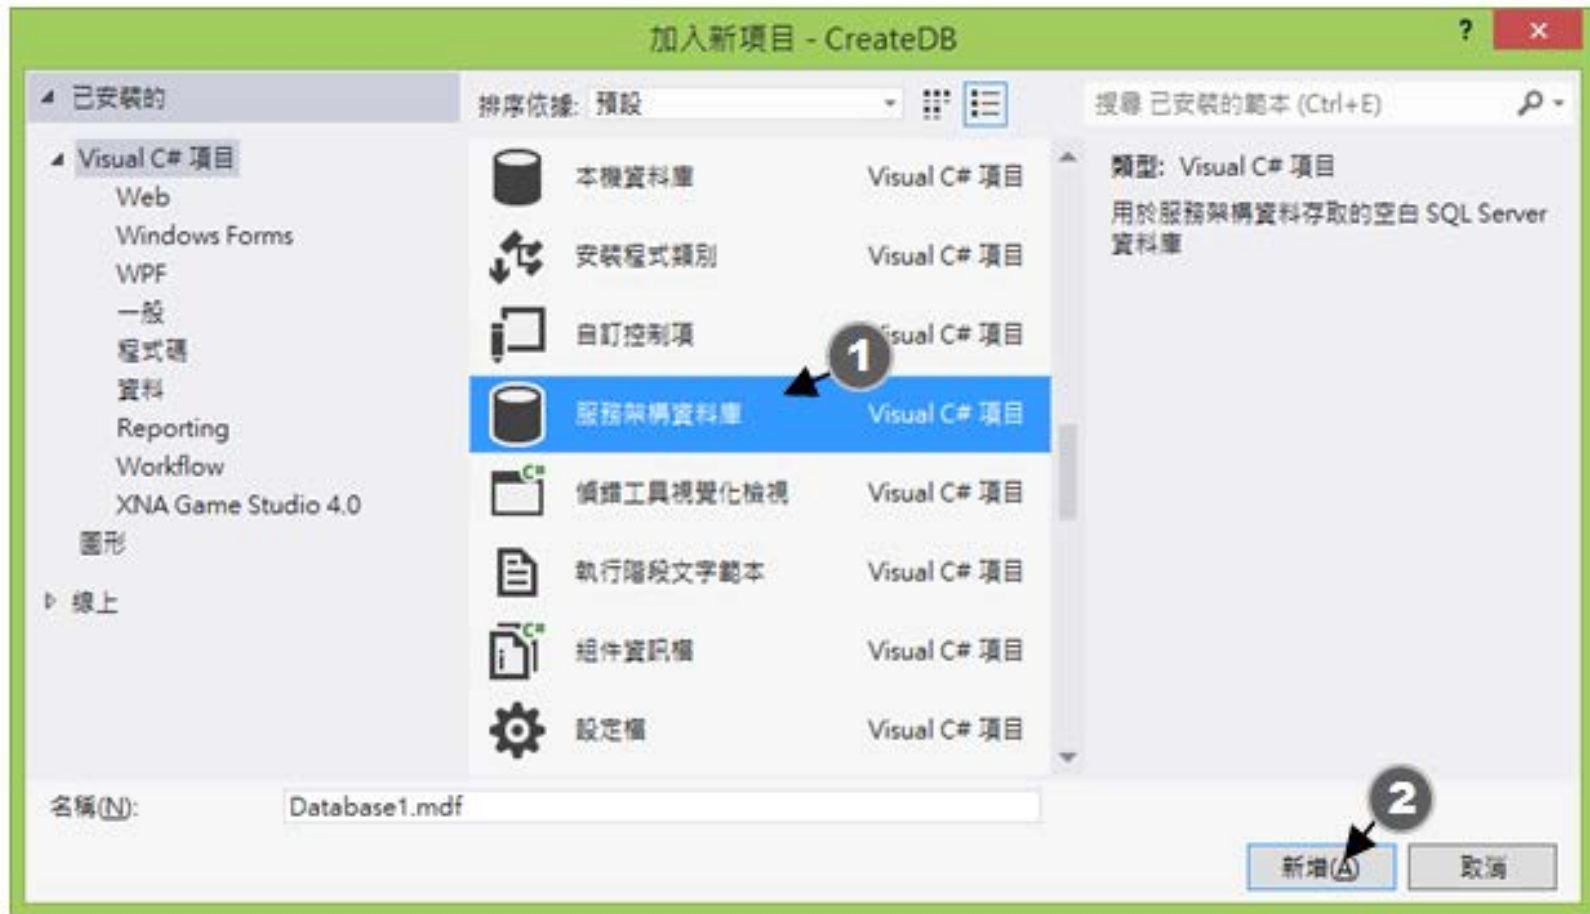 加入新項目 - CreateDB
?
已安裝的
排序依據: 預設
搜尋 已安裝的範本 (Ctrl+E)
Visual C# 項目
Web
Windows Forms
WPF
一般
程式碼
資料
Reporting
Workflow
XNA Game Studio 4.0
圖形
線上
本機資料庫 Visual C# 項目
安裝程式類別 Visual C# 項目
自訂控制項 Visual C# 項目
1
服務架構資料庫 Visual C# 項目
偵錯工具視覺化檢視 Visual C# 項目
執行階段文字範本 Visual C# 項目
組件資訊檔 Visual C# 項目
設定檔 Visual C# 項目
類型: Visual C# 項目
用於服務架構資料存取的空白 SQL Server
資料庫
名稱(N): Database1.mdf
2
新增(A) 取消